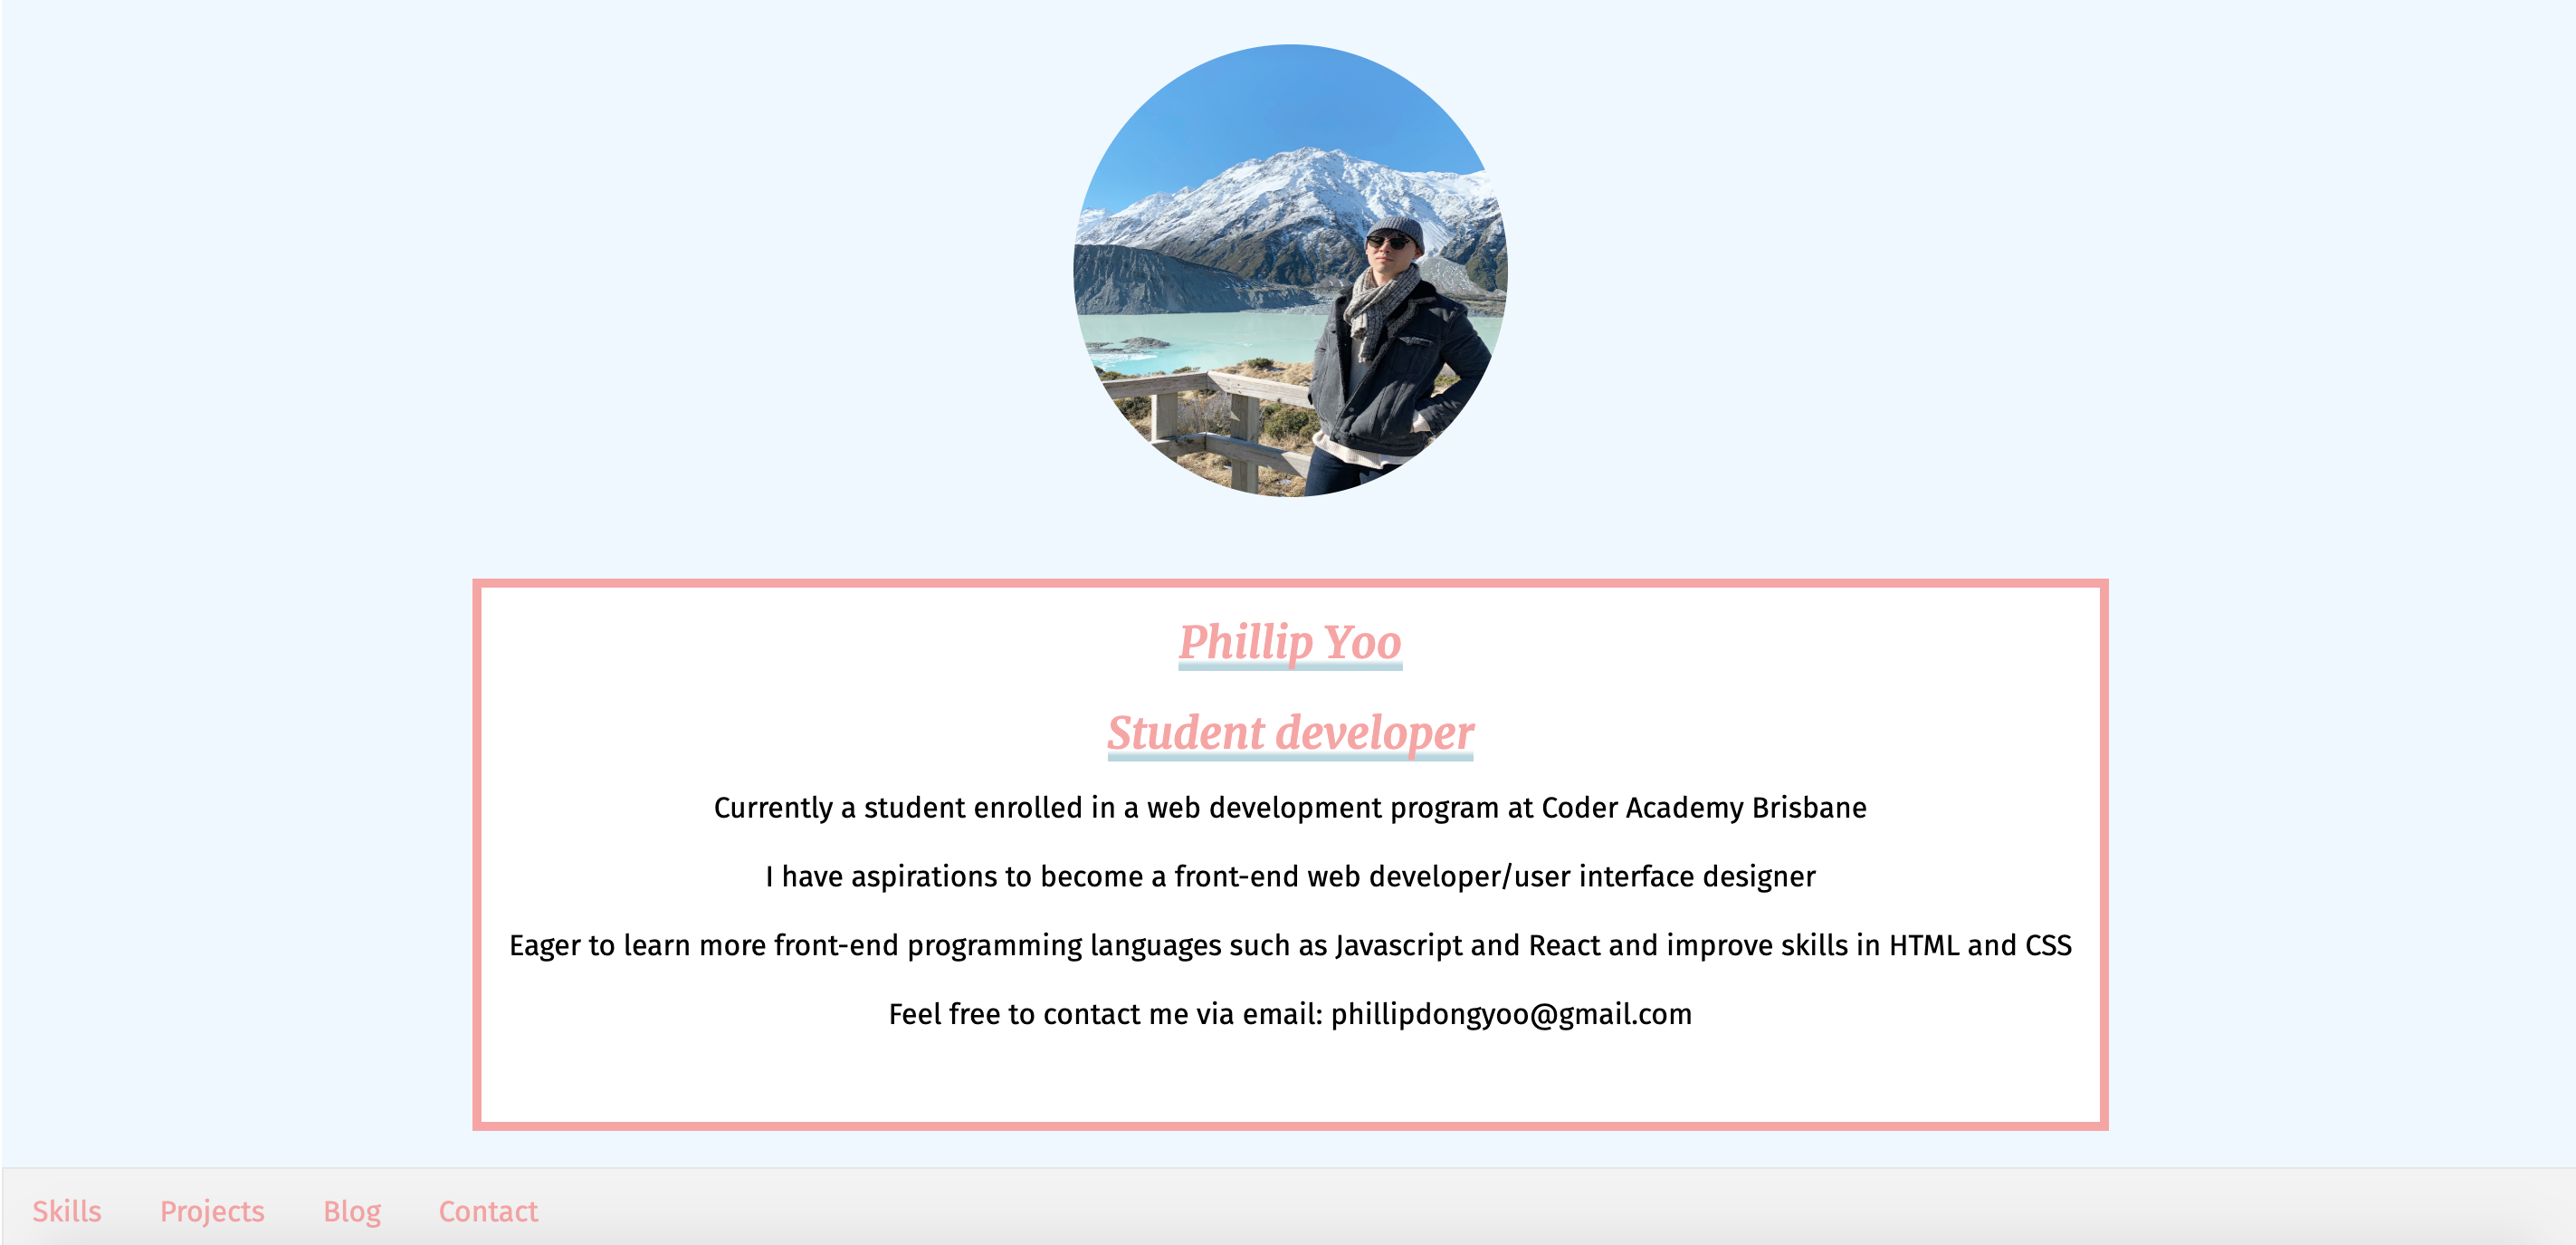 Phillip Yoo
Student developer
Currently a student enrolled in a web development program at Coder Academy Brisbane
I have aspirations to become a front-end web developer/user interface designer
Eager to learn more front-end programming languages such as Javascript and React and improve skills in HTML and CSS
Feel free to contact me via email: phillipdongyoo@gmail.com
Skills Projects Blog Contact